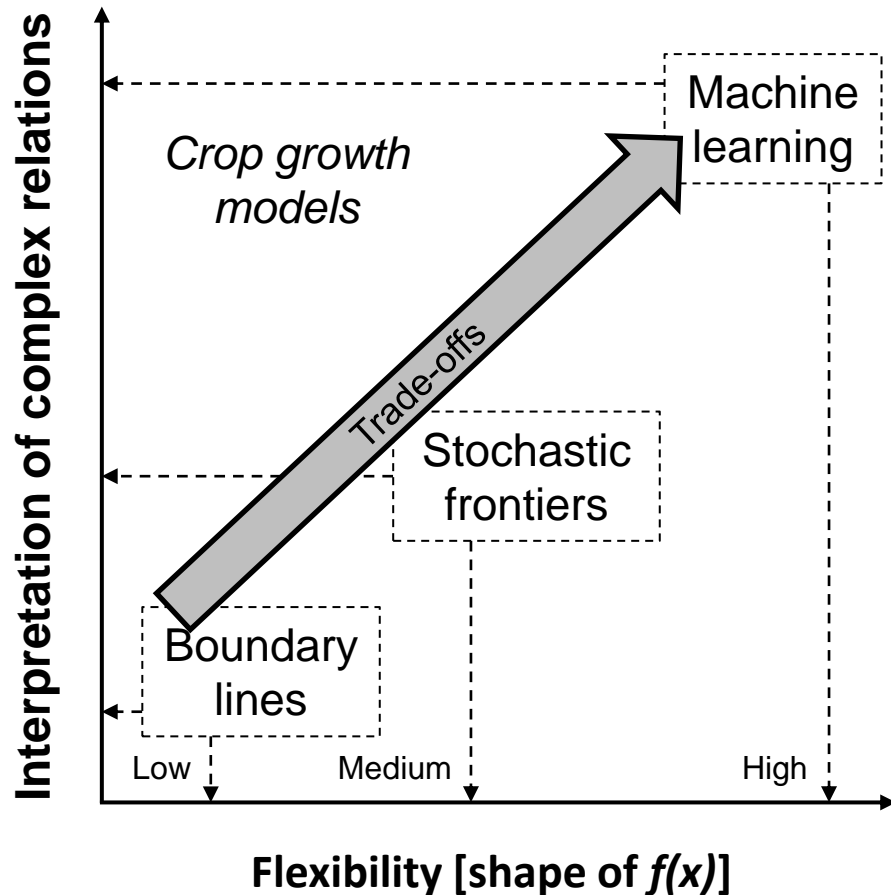 Interpretation of complex relations
Machine
learning
Crop growth
models
Trade-offs
Stochastic
frontiers
Boundary
lines
Low
Medium
High
Flexibility [shape of f(x)]